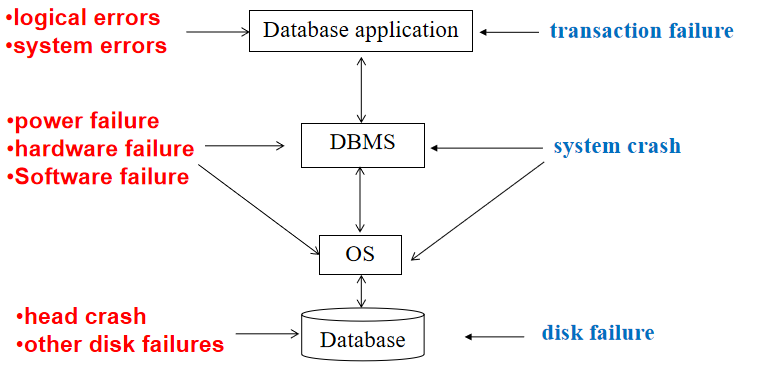 •logical errors
•system errors
Database application
transaction failure
•power failure
•hardware failure
•Software failure
DBMS
system crash
OS
•head crash
•other disk failures
Database
disk failure